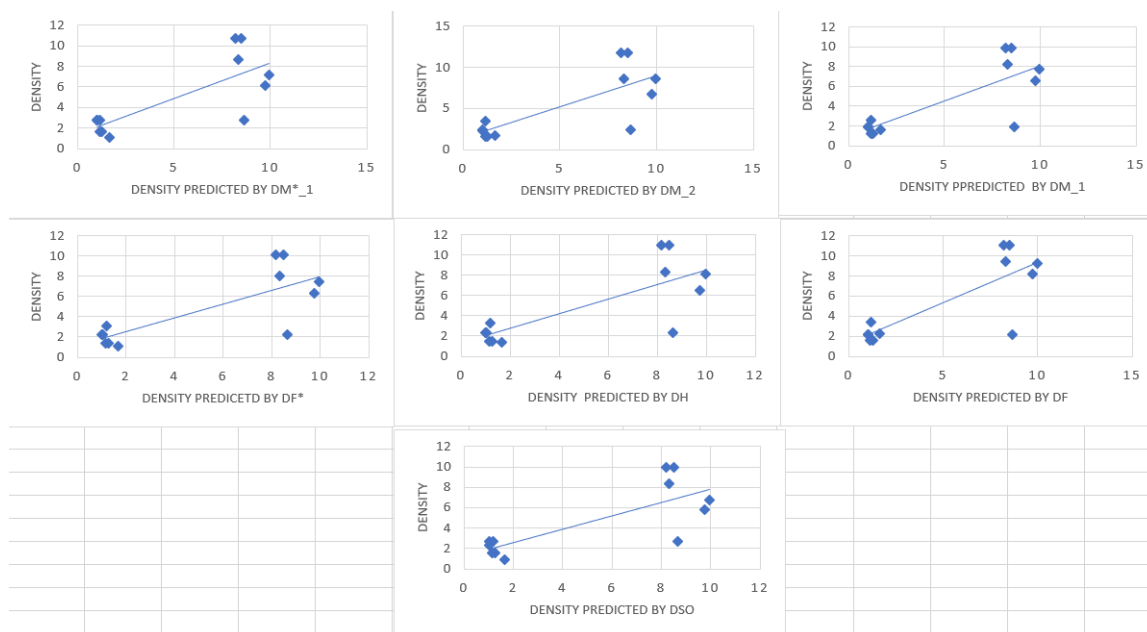 12
10
8
6
4
2
0
DENSITY
0 5 10 15
DENSITY PREDICTED BY DM*_1
15
10
5
0
DENSITY
0 5 10 15
DENSITY PREDICTED BY DM_2
12
10
8
6
4
2
0
DENSITY
0 5 10 15
DENSITY PPREDICTED BY DM_1
12
10
8
6
4
2
0
DENSITY
0 2 4 6 8 10 12
DENSITY PREDICETD BY DF*
12
10
8
6
4
2
0
DENSITY
0 2 4 6 8 10 12
DENSITY PREDICTED BY DH
12
10
8
6
4
2
0
DENSITY
0 5 10 15
DENSITY PREDICTED BY DF
12
10
8
6
4
2
0
DENSITY
0 2 4 6 8 10 12
DENSITY PREDICTED BY DSO